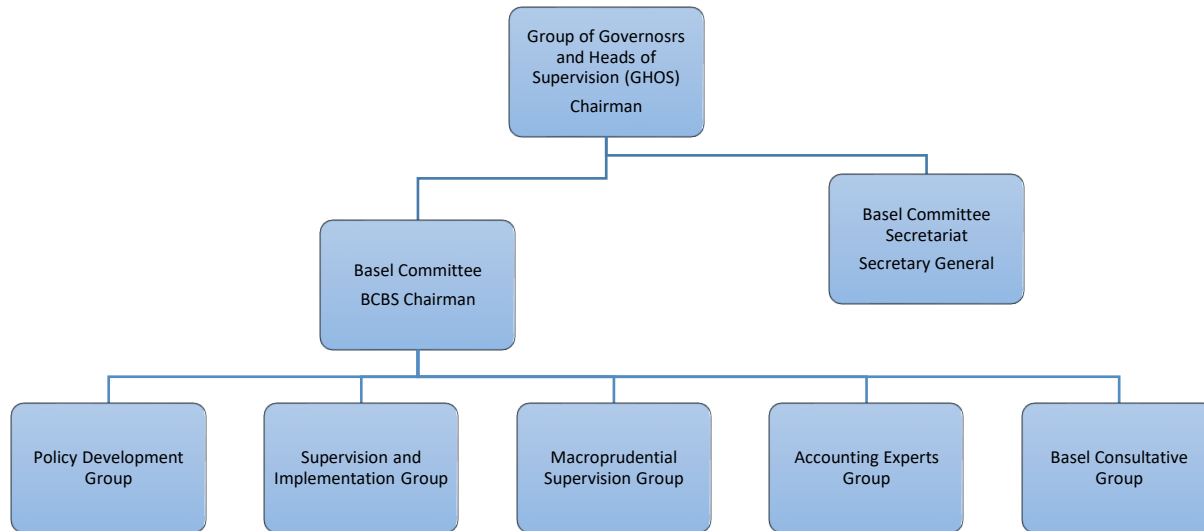 Group of Governosrs
and Heads of
Supervision (GHOS)
Chairman
Basel Committee
Secretariat
Secretary General
Basel Committee
BCBS Chairman
Policy Development
Group
Supervision and
Implementation Group
Macroprudential
Supervision Group
Accounting Experts
Group
Basel Consultative
Group